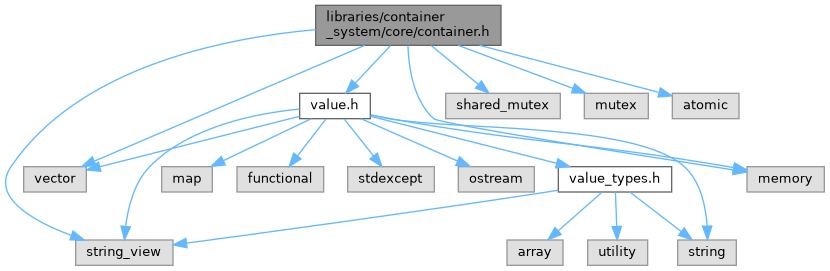 libraries/container
_system/core/container.h
value.h
shared_mutex
mutex
atomic
vector
map
functional
stdexcept
ostream
value_types.h
memory
string_view
array
utility
string